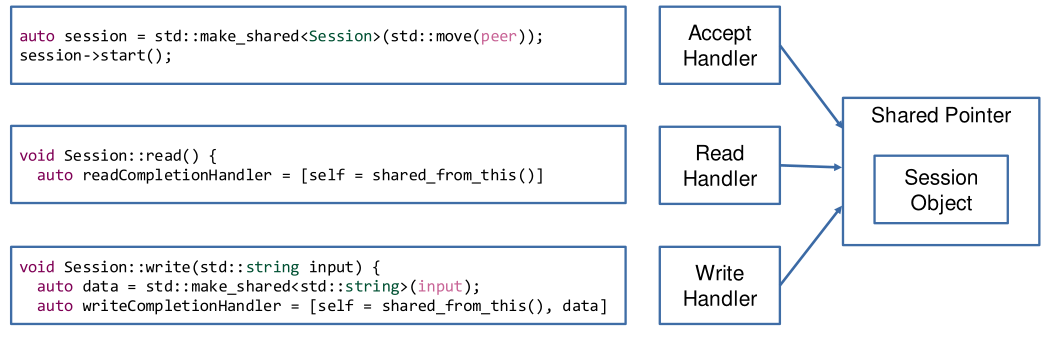 auto session = std::make_shared<Session>(std::move(peer));
session->start();
Accept
Handler
Shared Pointer
void Session::read() {
  auto readCompletionHandler = [self = shared_from_this()]
Read
Handler
Session
Object
void Session::write(std::string input) {
  auto data = std::make_shared<std::string>(input);
  auto writeCompletionHandler = [self = shared_from_this(), data]
Write
Handler